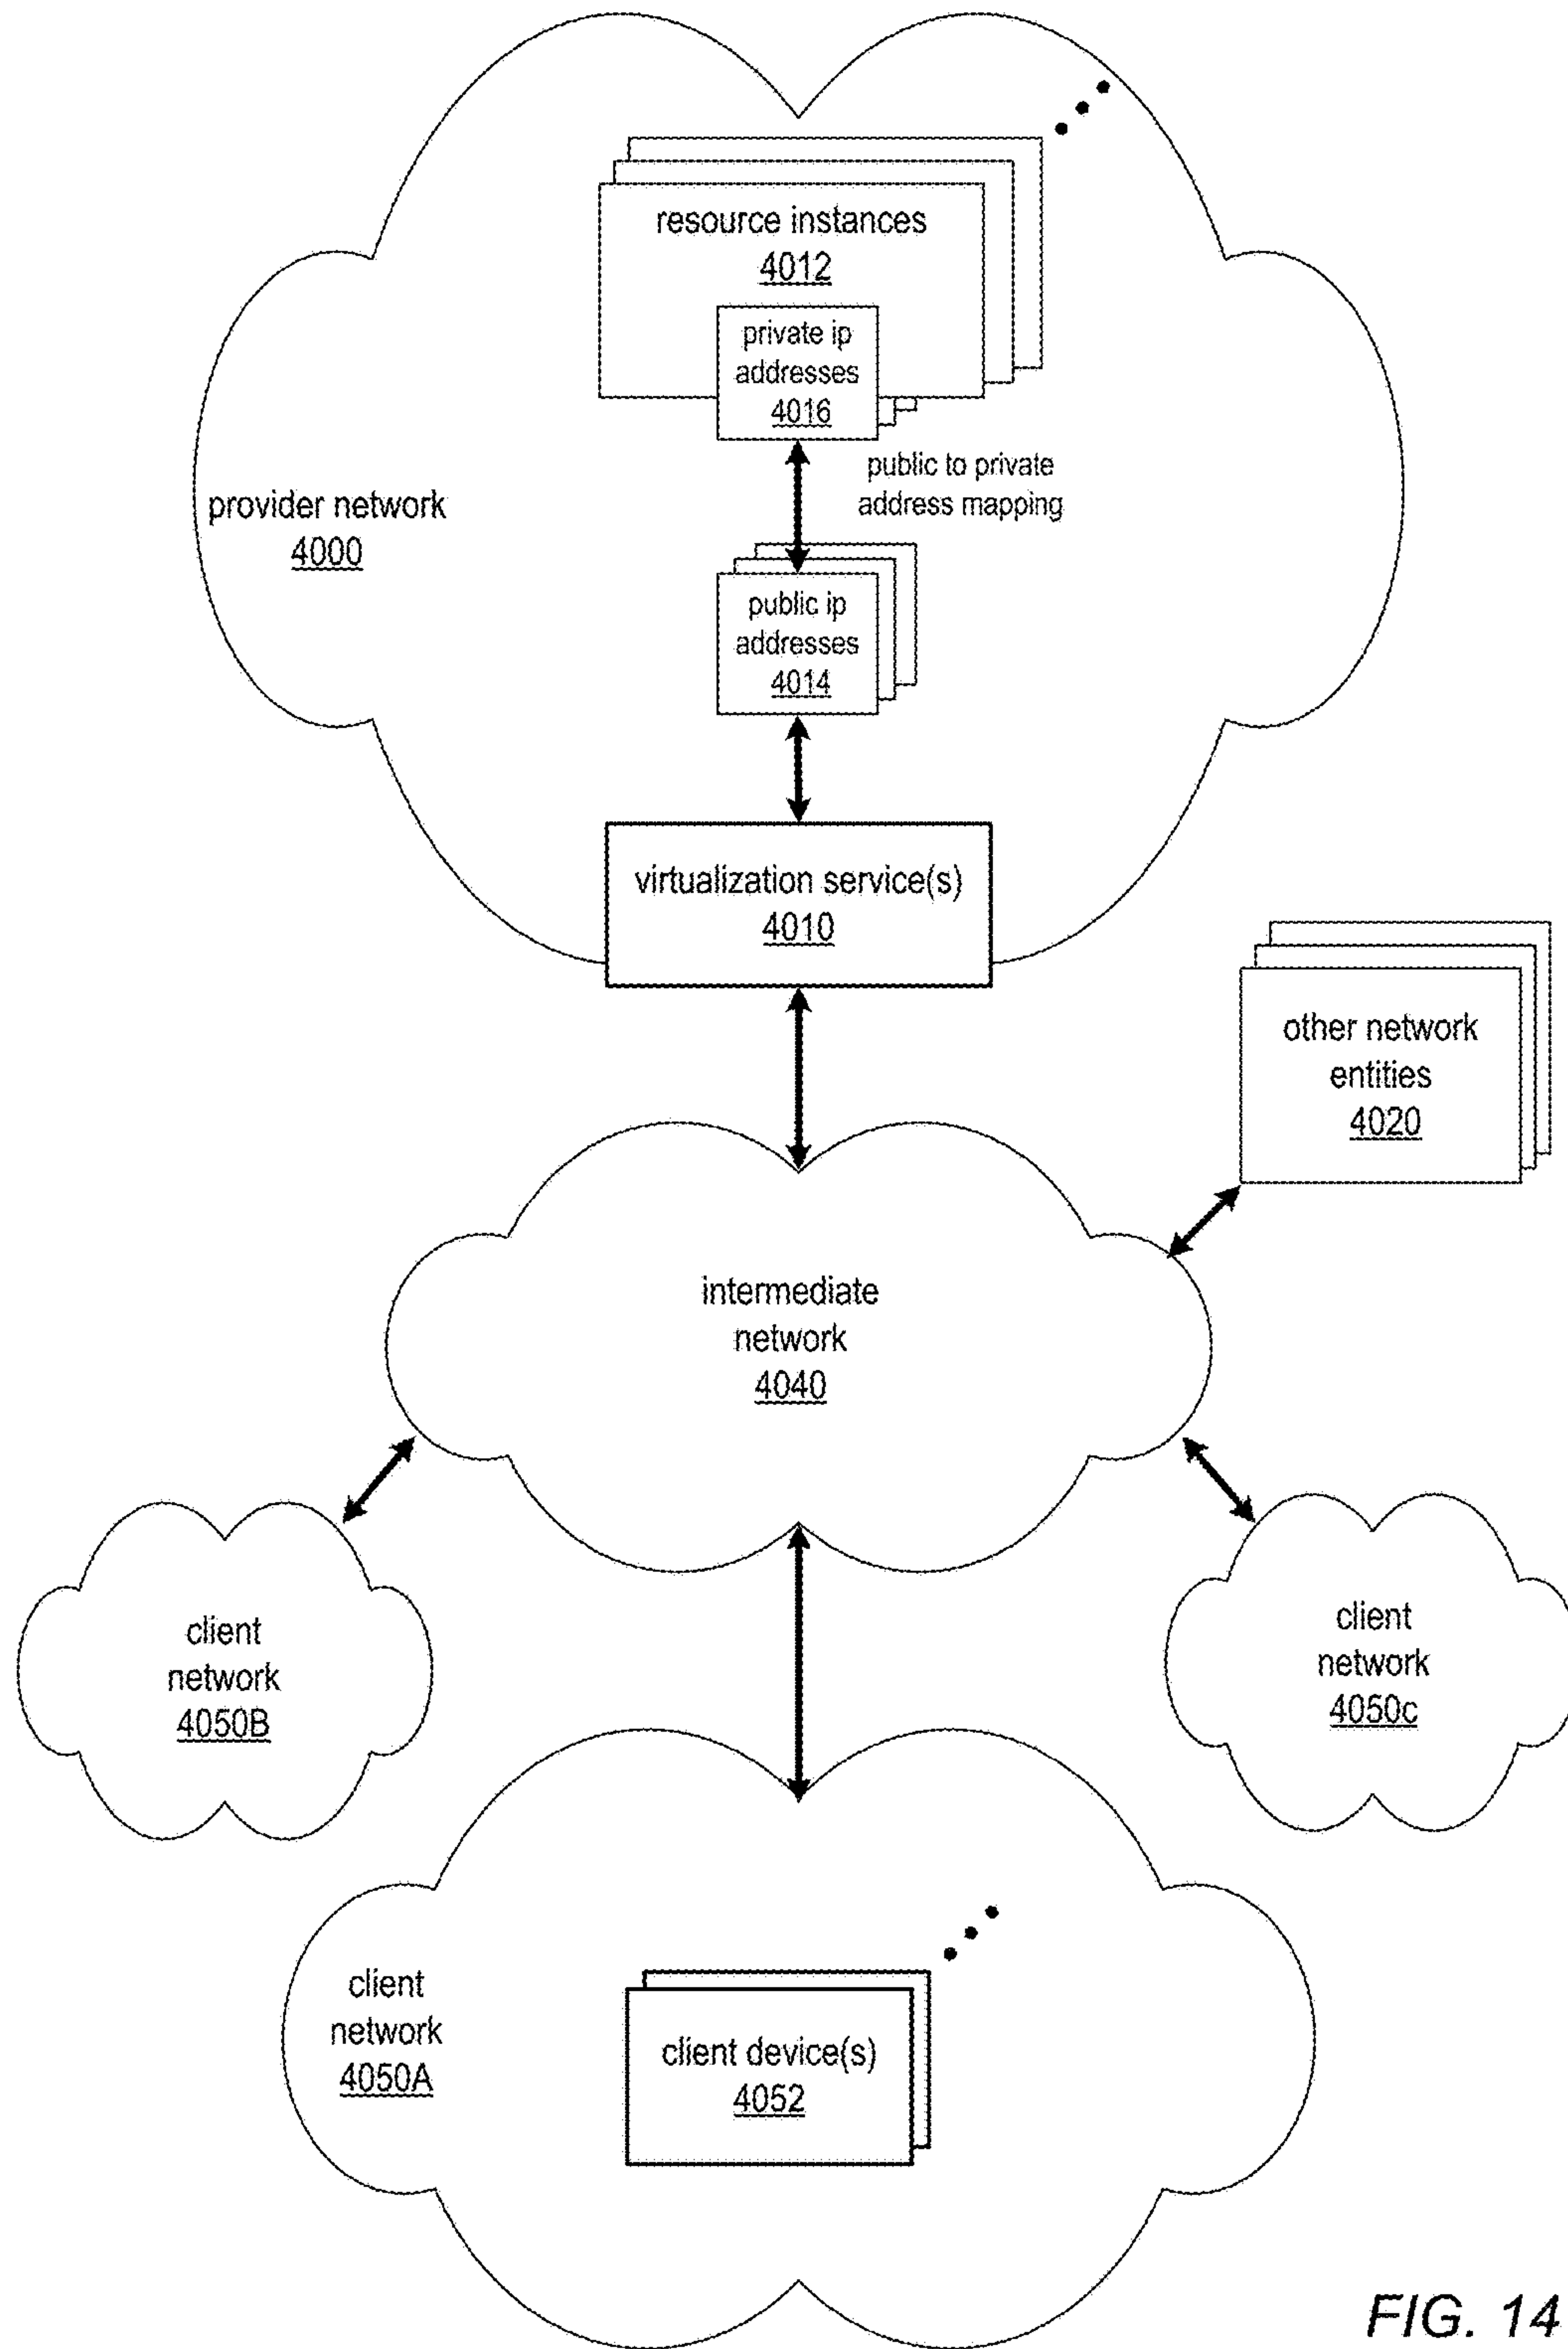 resource instances
4012
private ip
addresses
4016
public to private
address mapping
provider network
4000
public ip
addresses
4014
virtualization service(s)
4010
other network
entities
4020
intermediate
network
4040
client
network
4050B
client
network
4050c
client
network
4050A
client device(s)
4052
FIG. 14